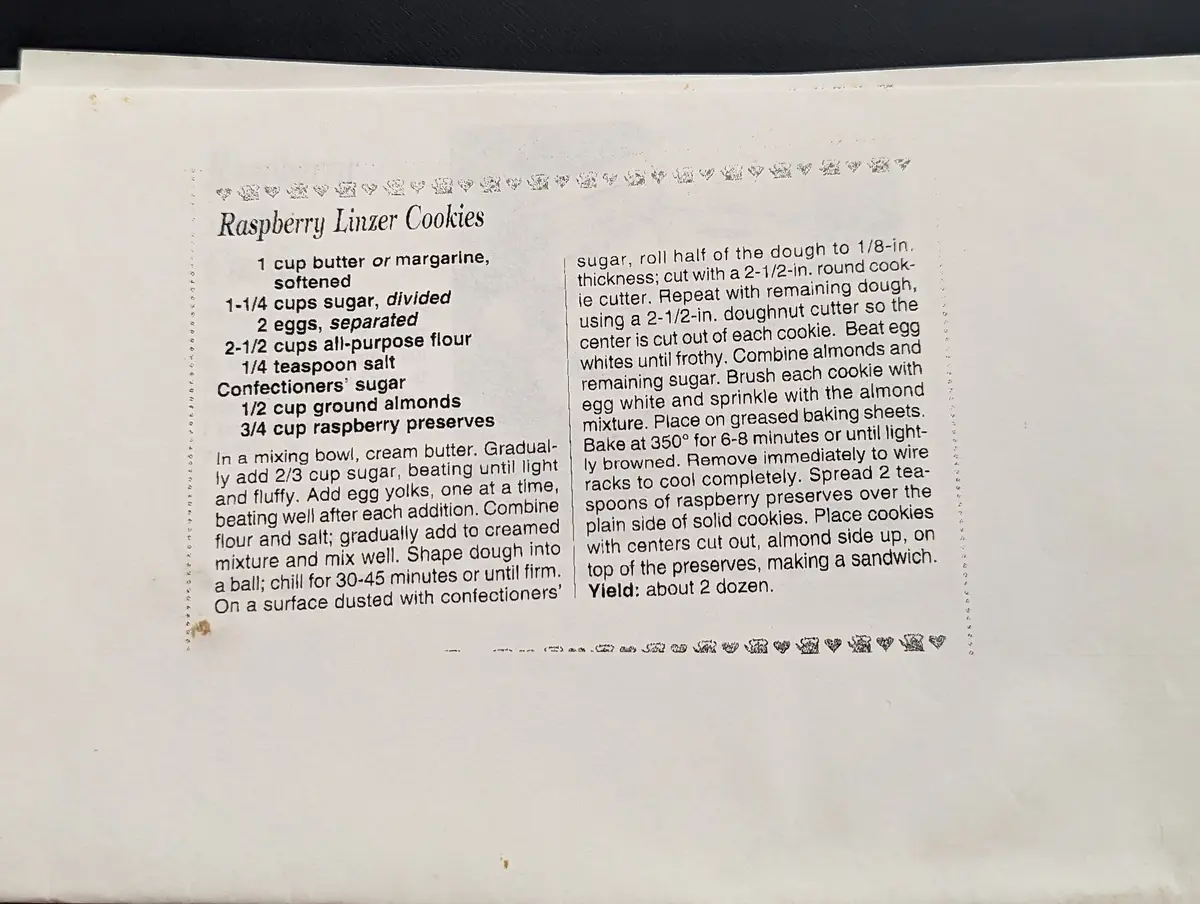 Raspberry Linzer Cookies
1 cup butter or margarine,
softened
1-1/4 cups sugar, divided
2 eggs, separated
2-1/2 cups all-purpose flour
1/4 teaspoon salt
Confectioners' sugar
1/2 cup ground almonds
3/4 cup raspberry preserves
In a mixing bowl, cream butter. Gradual-
ly add 2/3 cup sugar, beating until light
and fluffy. Add egg yolks, one at a time,
beating well after each addition. Combine
flour and salt; gradually add to creamed
mixture and mix well. Shape dough into
a ball; chill for 30-45 minutes or until firm.
On a surface dusted with confectioners'
sugar, roll half of the dough to 1/8-in.
thickness; cut with a 2-1/2-in. round cook-
ie cutter. Repeat with remaining dough,
using a 2-1/2-in. doughnut cutter so the
center is cut out of each cookie. Beat egg
whites until frothy. Combine almonds and
remaining sugar. Brush each cookie with
egg white and sprinkle with the almond
mixture. Place on greased baking sheets.
Bake at 350° for 6-8 minutes or until light-
ly browned. Remove immediately to wire
racks to cool completely. Spread 2 tea-
spoons of raspberry preserves over the
plain side of solid cookies. Place cookies
with centers cut out, almond side up, on
top of the preserves, making a sandwich.
Yield: about 2 dozen.